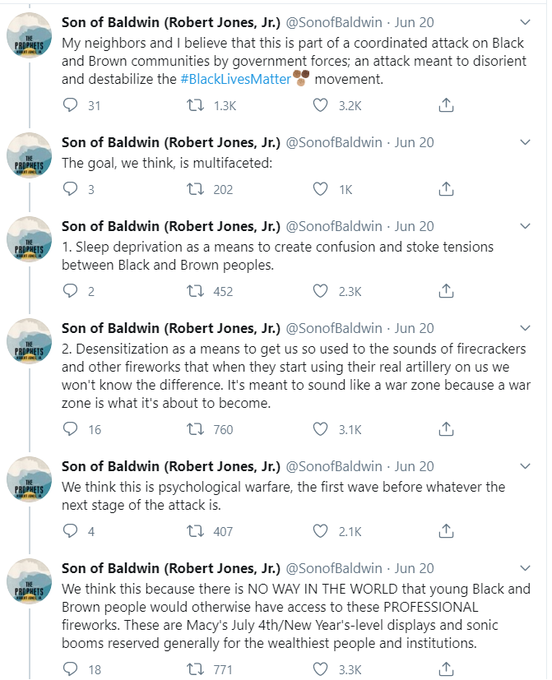 Son of Baldwin (Robert Jones, Jr.) @SonofBaldwin · Jun 20
My neighbors and I believe that this is part of a coordinated attack on Black
and Brown communities by government forces; an attack meant to disorient
and destabilize the #BlackLivesMatter movement.
31 1.3K 3.2K
Son of Baldwin (Robert Jones, Jr.) @SonofBaldwin · Jun 20
The goal, we think, is multifaceted:
3 202 1K
Son of Baldwin (Robert Jones, Jr.) @SonofBaldwin · Jun 20
1. Sleep deprivation as a means to create confusion and stoke tensions
between Black and Brown peoples.
2 452 2.3K
Son of Baldwin (Robert Jones, Jr.) @SonofBaldwin · Jun 20
2. Desensitization as a means to get us so used to the sounds of firecrackers
and other fireworks that when they start using their real artillery on us we
won't know the difference. It's meant to sound like a war zone because a war
zone is what it's about to become.
16 760 3.1K
Son of Baldwin (Robert Jones, Jr.) @SonofBaldwin · Jun 20
We think this is psychological warfare, the first wave before whatever the
next stage of the attack is.
4 407 2.1K
Son of Baldwin (Robert Jones, Jr.) @SonofBaldwin · Jun 20
We think this because there is NO WAY IN THE WORLD that young Black and
Brown people would otherwise have access to these PROFESSIONAL
fireworks. These are Macy's July 4th/New Year's-level displays and sonic
booms reserved generally for the wealthiest people and institutions.
18 771 3.3K
THE
PROPHETS